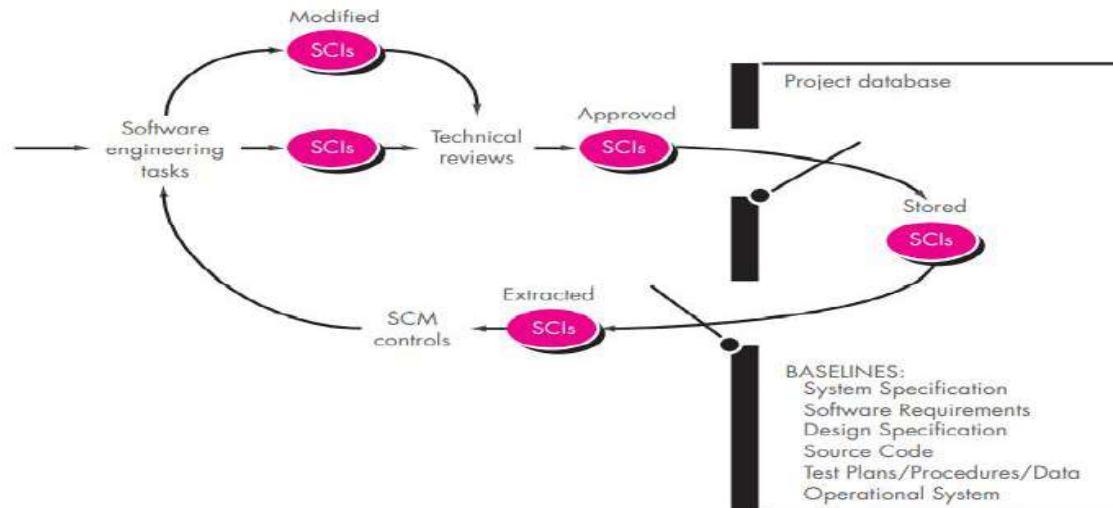 Modified
SCIs
Project database
Approved
Software
engineering
tasks
SCIs
Technical
reviews
SCIs
Stored
SCIs
Extracted
SCM
controls
SCIs
BASELINES:
System Specification
Software Requirements
Design Specification
Source Code
Test Plans/Procedures/Data
Operational System